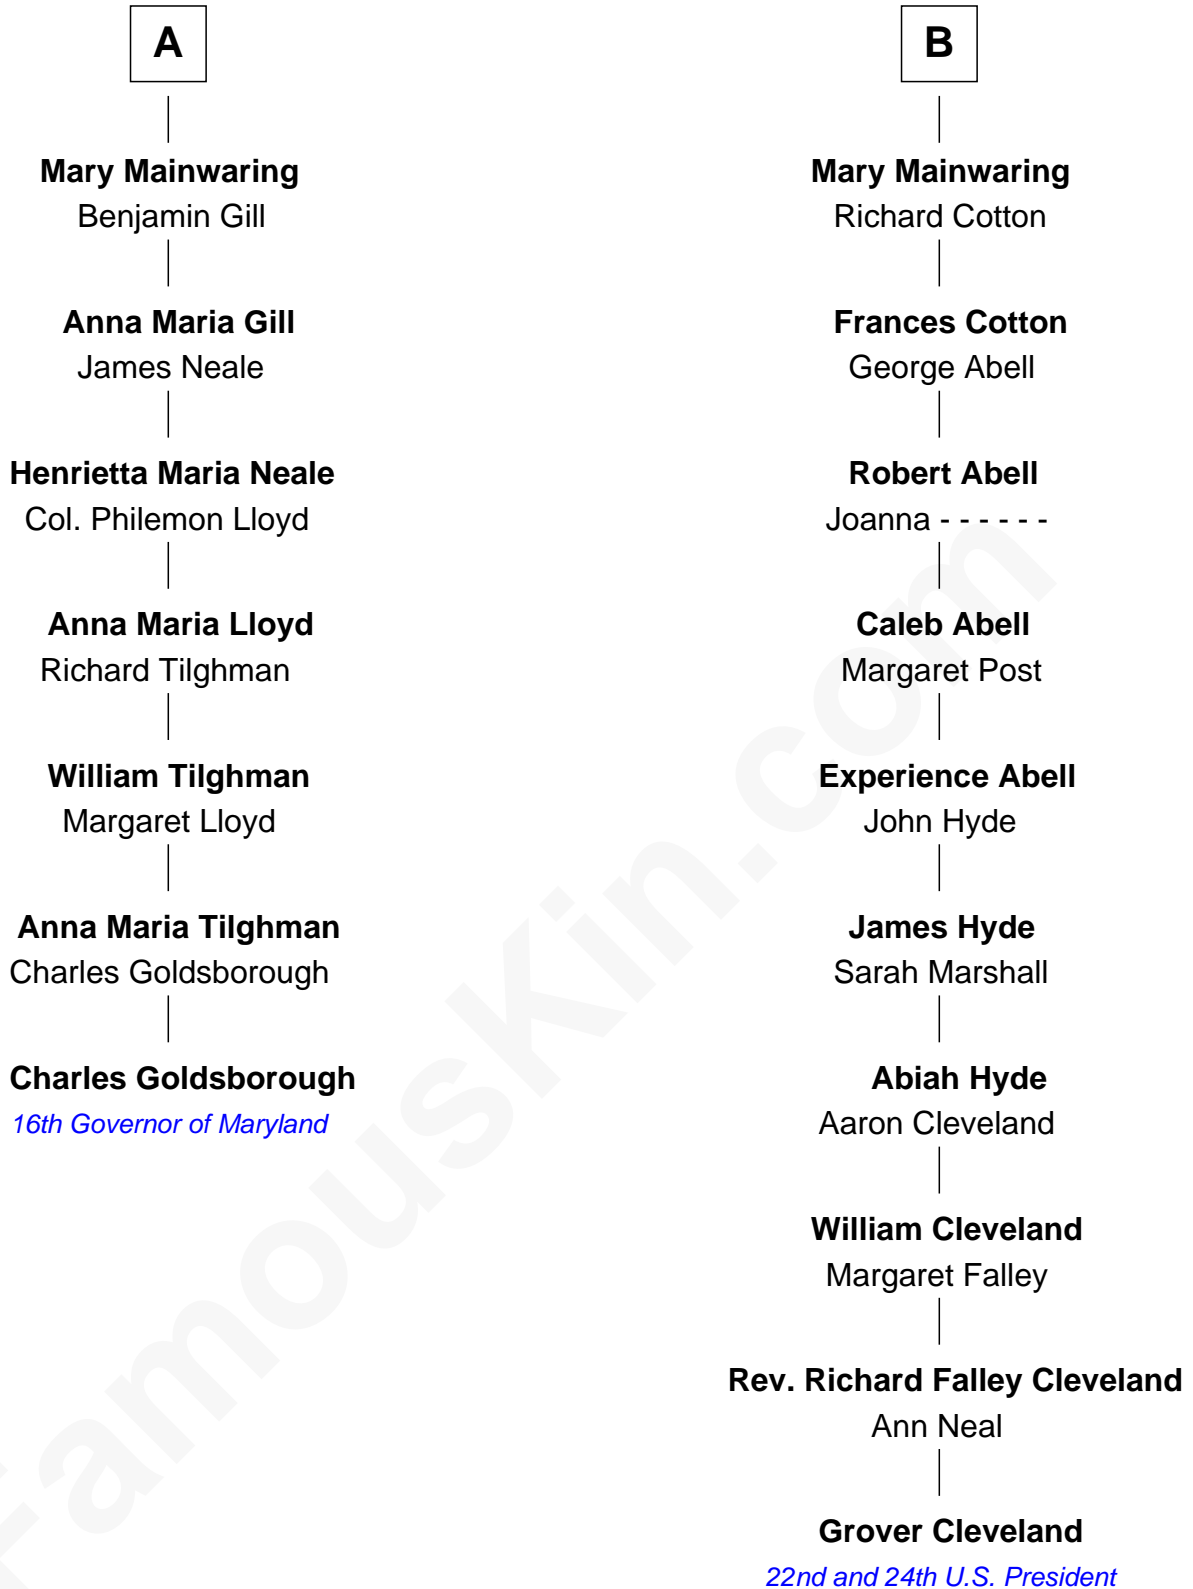 A
Mary Mainwaring
Benjamin Gill
Anna Maria Gill
James Neale
Henrietta Maria Neale
Col. Philemon Lloyd
Anna Maria Lloyd
Richard Tilghman
William Tilghman
Margaret Lloyd
Anna Maria Tilghman
Charles Goldsborough
Charles Goldsborough
16th Governor of Maryland
B
Mary Mainwaring
Richard Cotton
Frances Cotton
George Abell
Robert Abell
Joanna - - - - - -
Caleb Abell
Margaret Post
Experience Abell
John Hyde
James Hyde
Sarah Marshall
Abiah Hyde
Aaron Cleveland
William Cleveland
Margaret Falley
Rev. Richard Falley Cleveland
Ann Neal
Grover Cleveland
22nd and 24th U.S. President
FamousKin.com